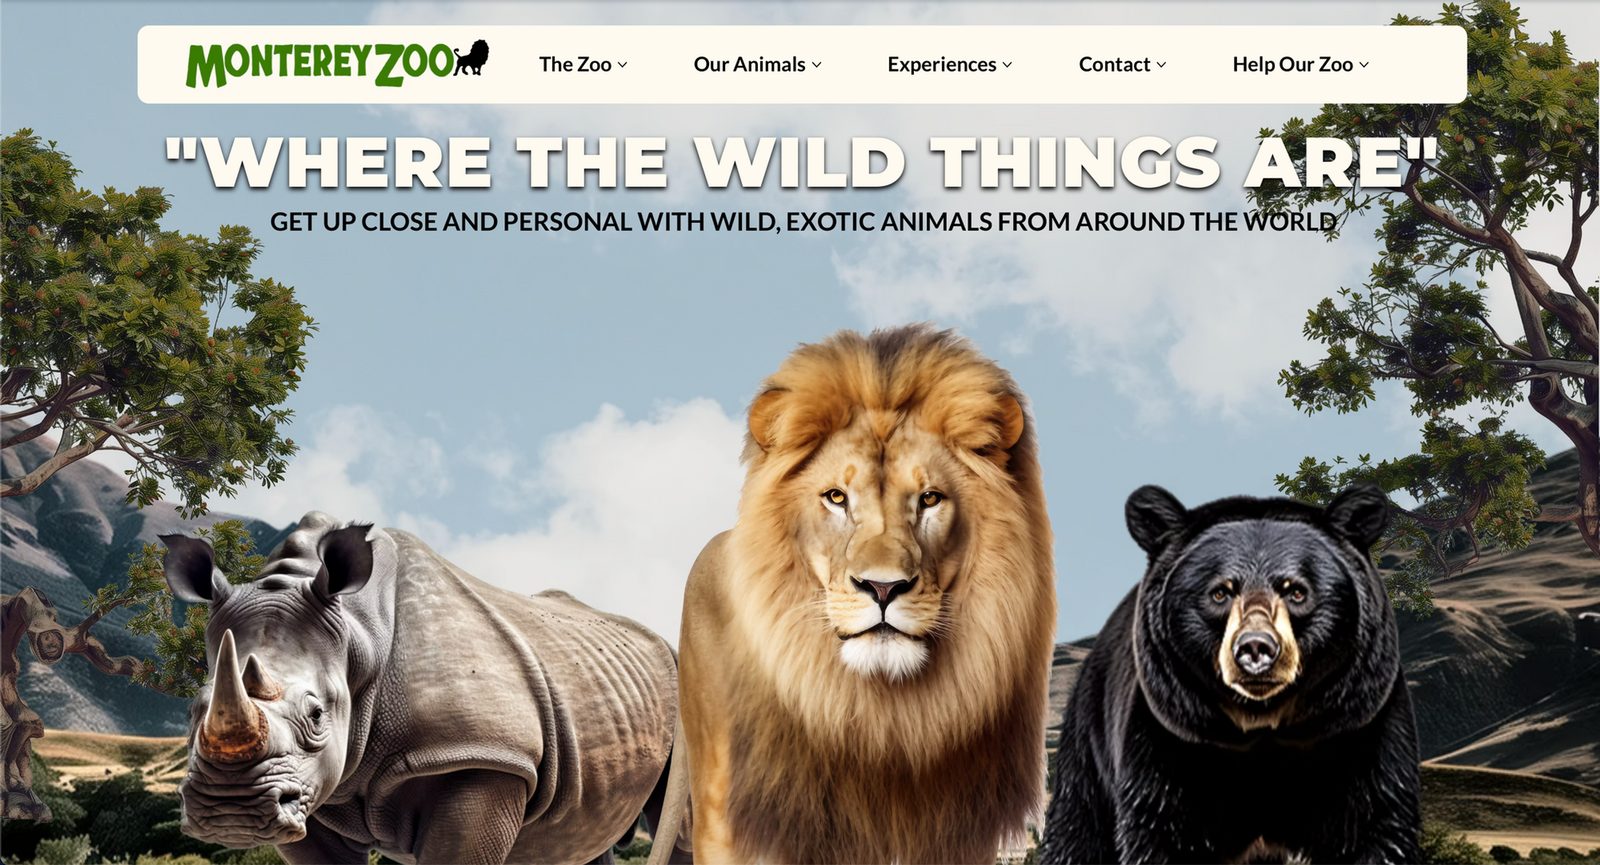 MONTEREY ZOO
The Zoo
Our Animals
Experiences
Contact
Help Our Zoo
"WHERE THE WILD THINGS ARE"
GET UP CLOSE AND PERSONAL WITH WILD, EXOTIC ANIMALS FROM AROUND THE WORLD